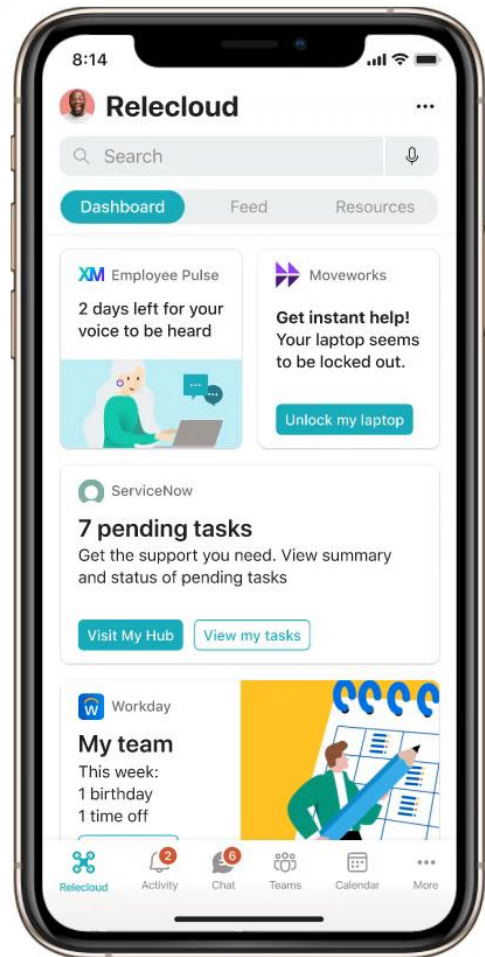 8:14
Relecloud
Search
Dashboard
Feed
Resources
XM Employee Pulse
2 days left for your
voice to be heard
Moveworks
Get instant help!
Your laptop seems
to be locked out.
Unlock my laptop
ServiceNow
7 pending tasks
Get the support you need. View summary
and status of pending tasks
Visit My Hub
View my tasks
W
Workday
My team
This week:
1 birthday
1 time off
2
6
Relecloud
Activity
Chat
Teams
Calendar
More